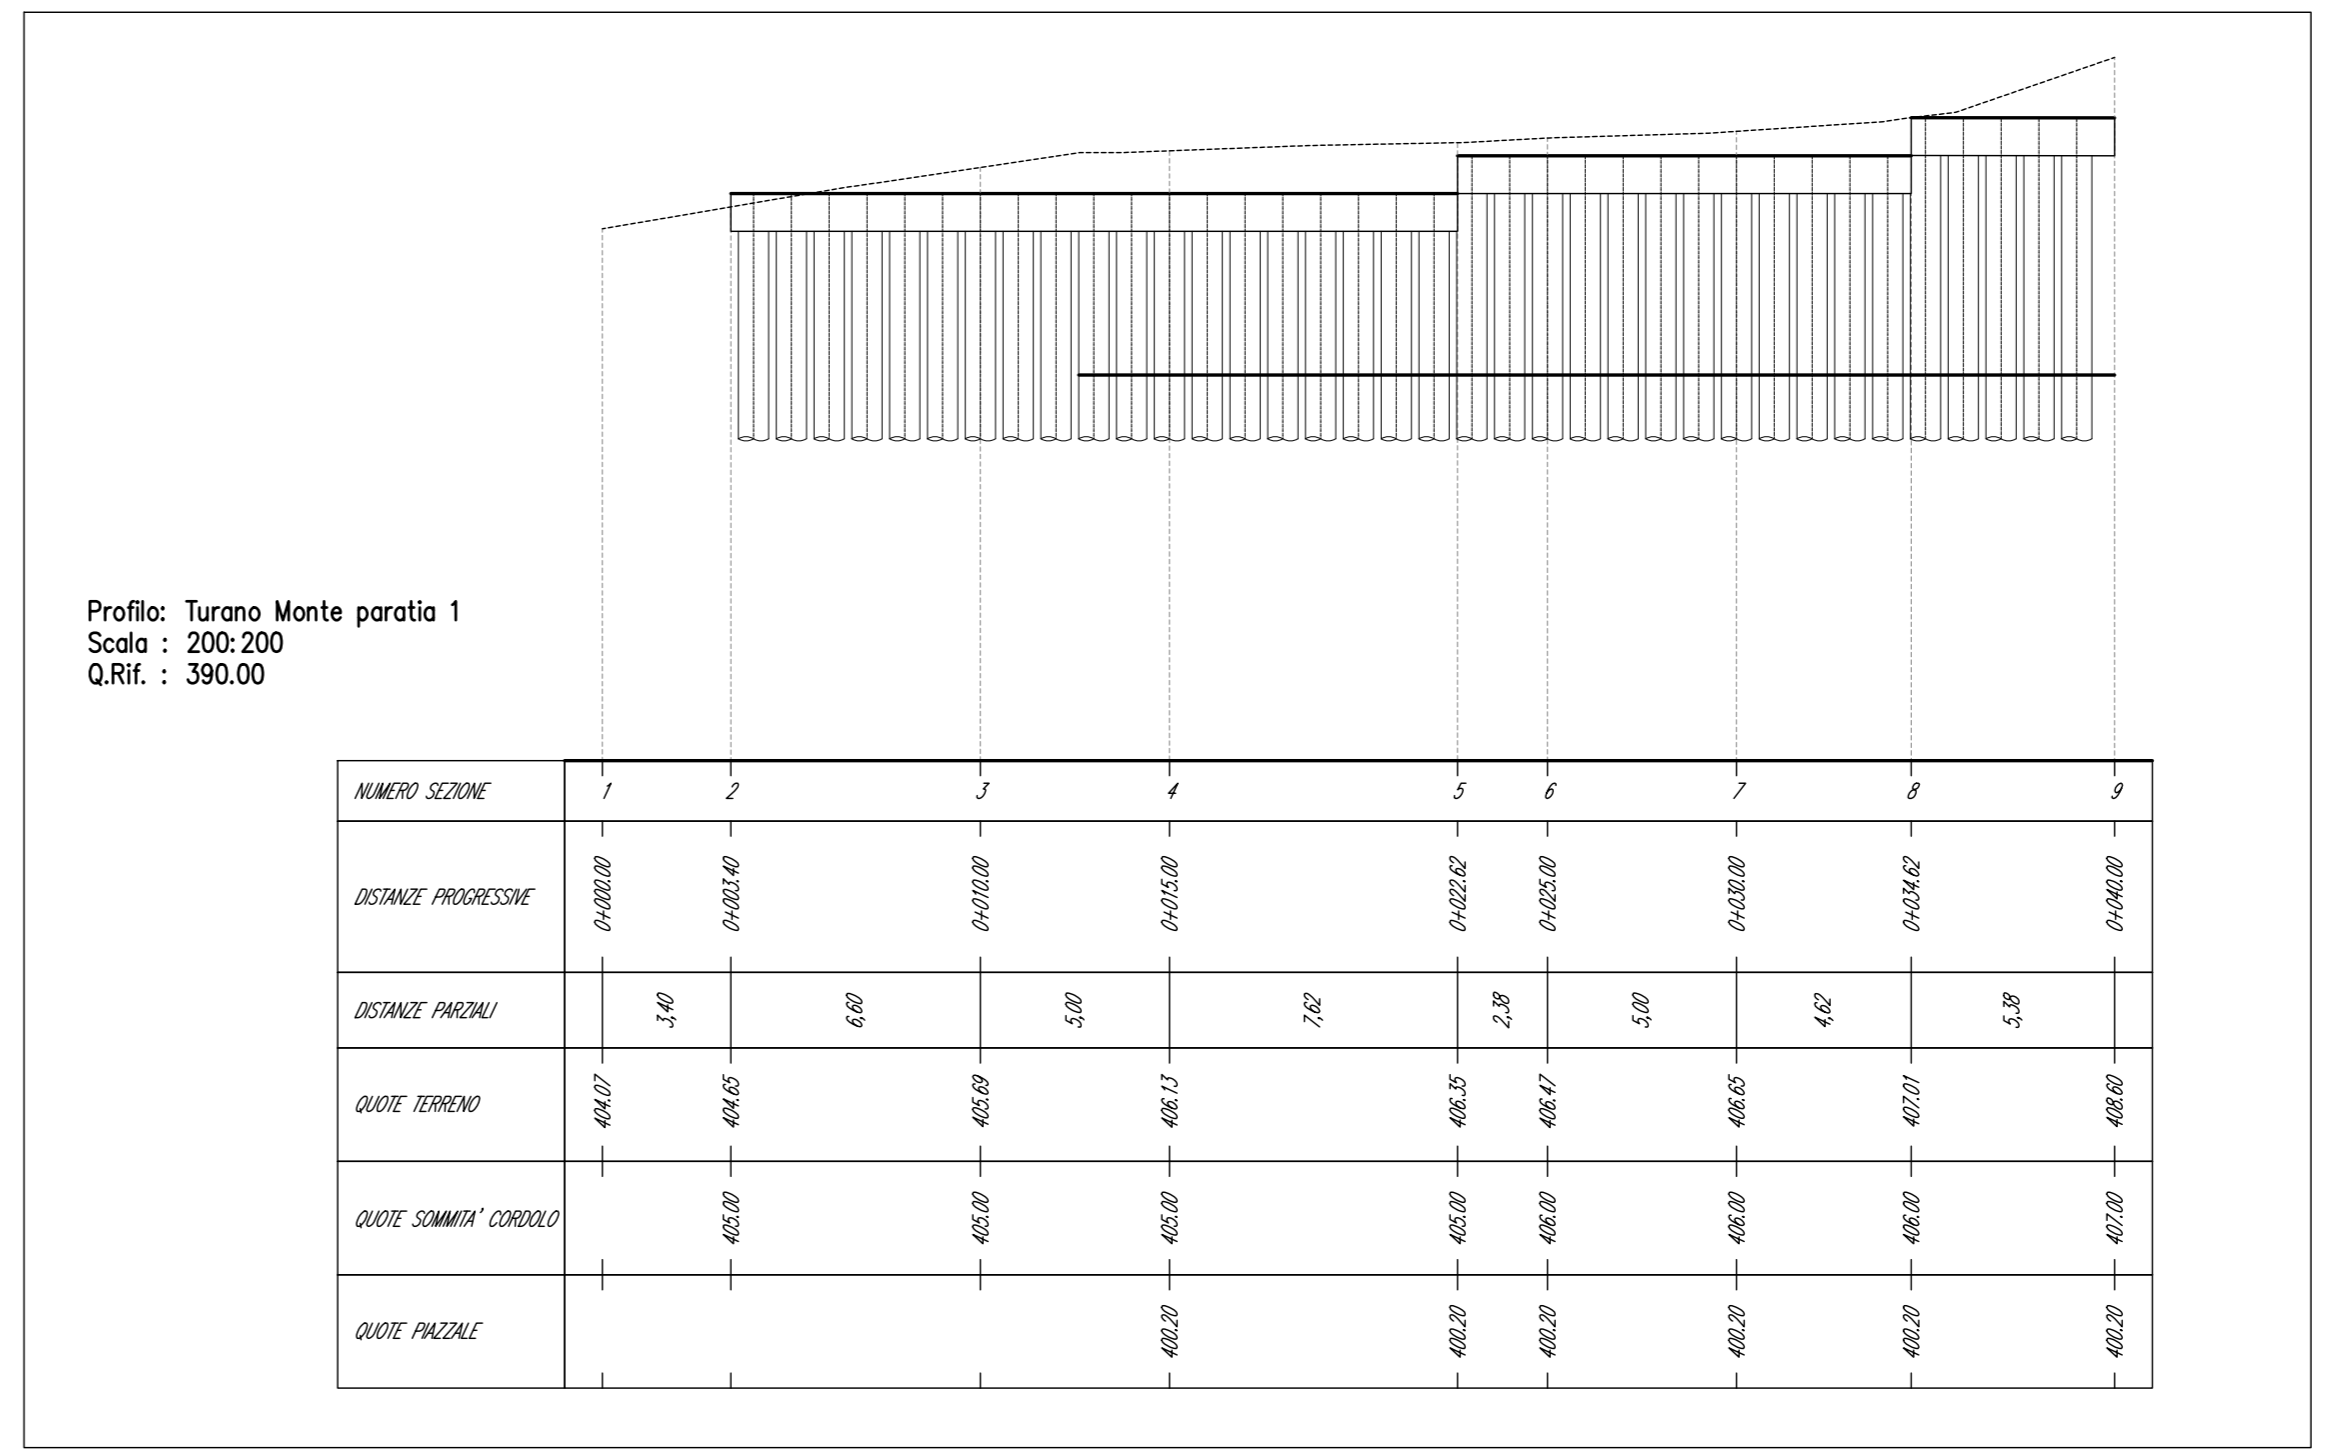 Profilo: Turano Monte paratia 1
Scala : 200:200
Q.Rif. : 390.00
NUMERO SEZIONE 1 2 3 4 5 6 7 8 9
DISTANZE PROGRESSIVE 0+000.00 0+003.40 0+010.00 0+015.00 0+022.62 0+025.00 0+030.00 0+034.62 0+040.00
DISTANZE PARZIALI 3,40 6,60 5,00 7,62 2,38 5,00 4,62 5,38
QUOTE TERRENO 404.07 404.65 405.69 406.13 406.35 406.47 406.65 407.01 408.60
QUOTE SOMMITA' CORDOLO 405.00 405.00 405.00 405.00 406.00 406.00 406.00 407.00
QUOTE PIAZZALE 400.20 400.20 400.20 400.20 400.20 400.20